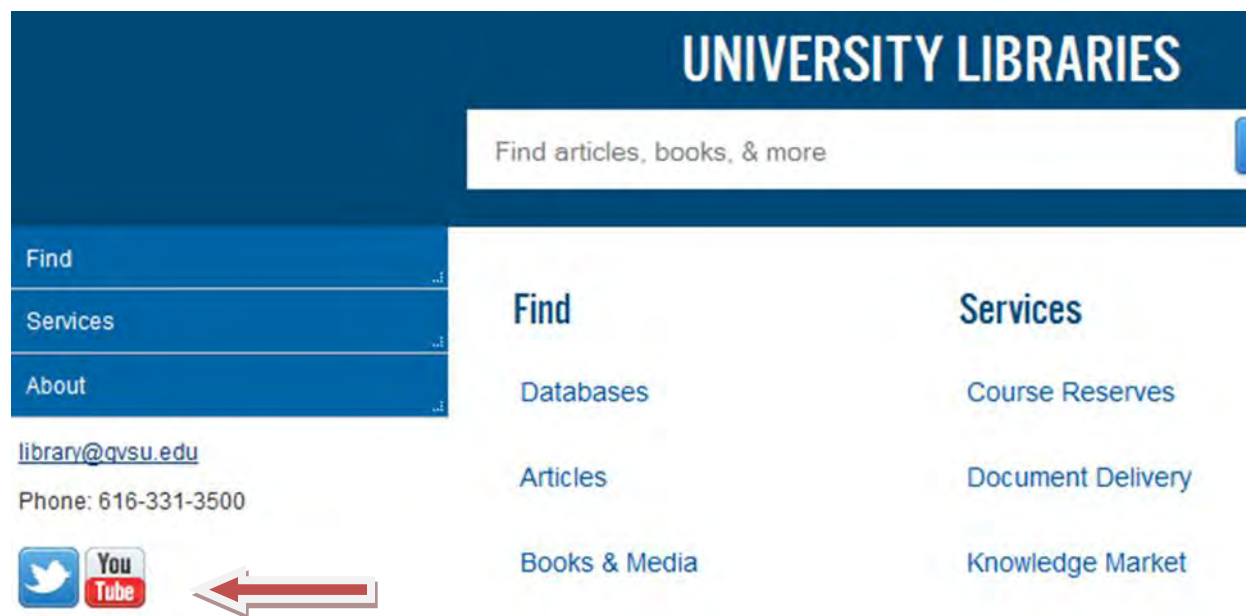 UNIVERSITY LIBRARIES
Find articles, books, & more
Find
Services
About
library@gvsu.edu
Phone: 616-331-3500
You
Tube
Find
Databases
Articles
Books & Media
Services
Course Reserves
Document Delivery
Knowledge Market